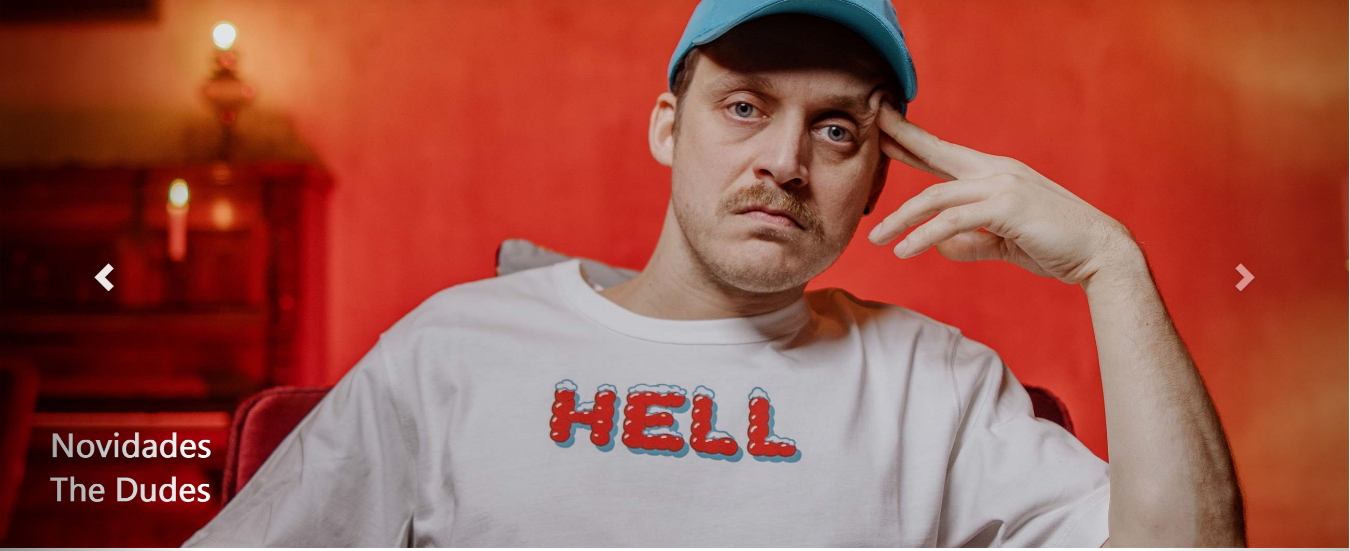 HELL
Novidades
The Dudes